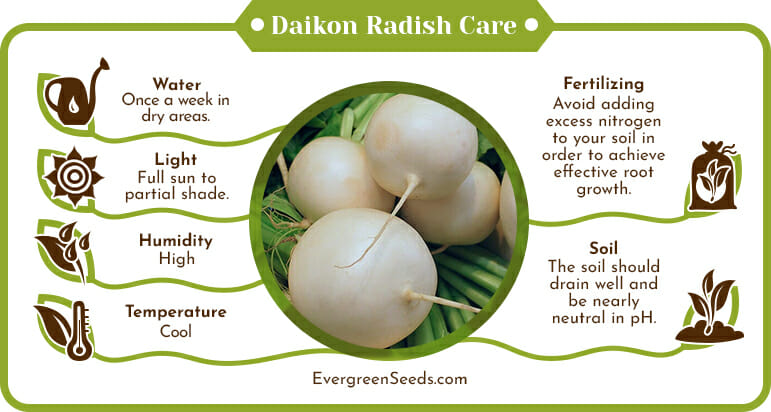 Daikon Radish Care
Water
Once a week in
dry areas.
Light
Full sun to
partial shade.
Humidity
High
Temperature
Cool
Fertilizing
Avoid adding
excess nitrogen
to your soil in
order to achieve
effective root
growth.
Soil
The soil should
drain well and
be nearly
neutral in pH.
EvergreenSeeds.com